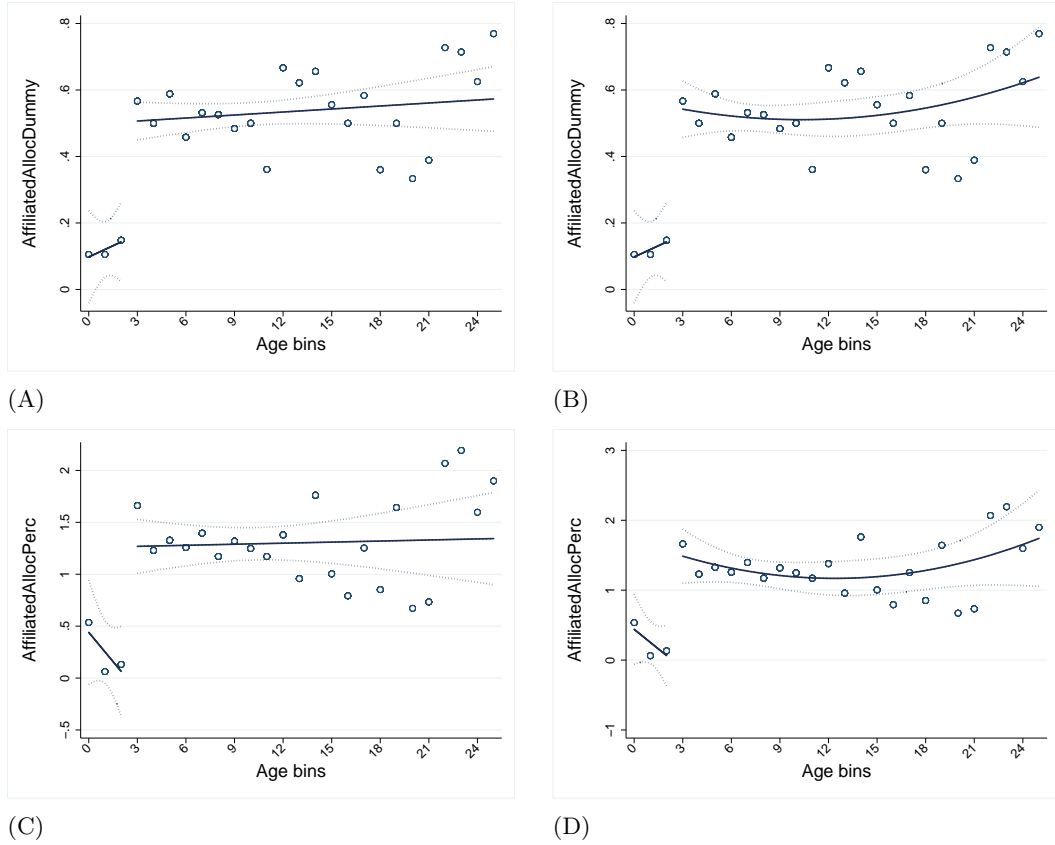 AffiliatedAllocDummy
.8
.6
.4
.2
0
0 3 6 9 12 15 18 21 24
Age bins
(A)
AffiliatedAllocDummy
.8
.6
.4
.2
0
0 3 6 9 12 15 18 21 24
Age bins
(B)
AffiliatedAllocPerc
2
1.5
1
.5
0
-.5
0 3 6 9 12 15 18 21 24
Age bins
(C)
AffiliatedAllocPerc
3
2
1
0
-1
0 3 6 9 12 15 18 21 24
Age bins
(D)